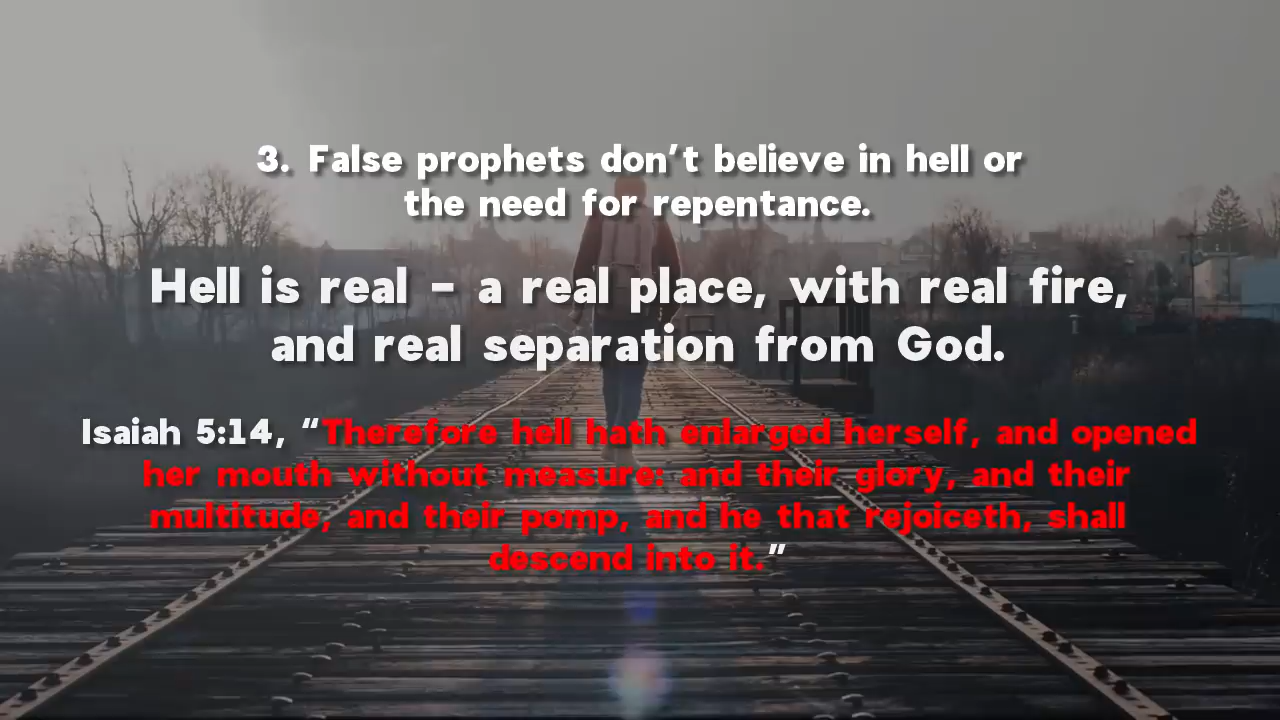 3. False prophets don't believe in hell or
the need for repentance.
Hell is real - a real place, with real fire,
and real separation from God.
Isaiah 5:14, “Therefore hell hath enlarged herself, and opened
her mouth without measure: and their glory, and their
multitude, and their pomp, and he that rejoiceth, shall
descend into it.”